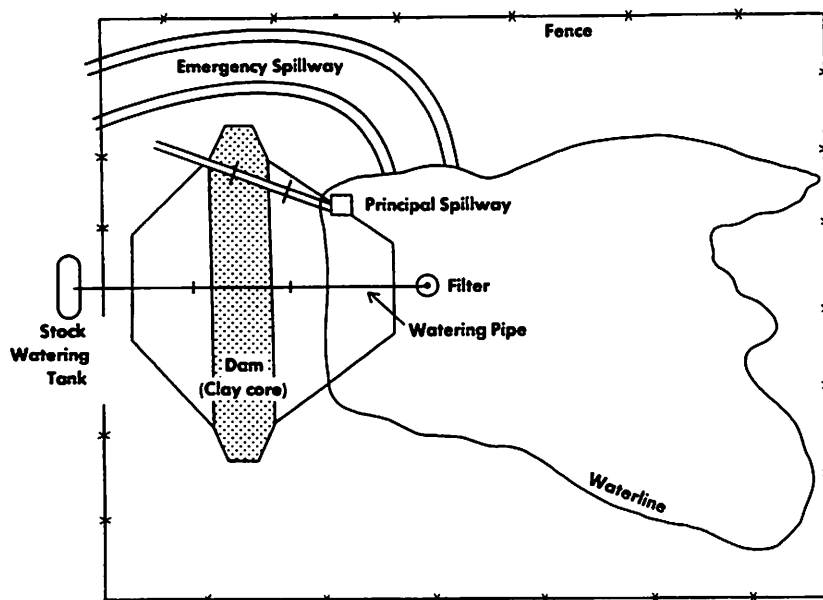 Fence
Emergency Spillway
Principal Spillway
Filter
Watering Pipe
Stock
Watering
Tank
Dam
(Clay core)
Waterline